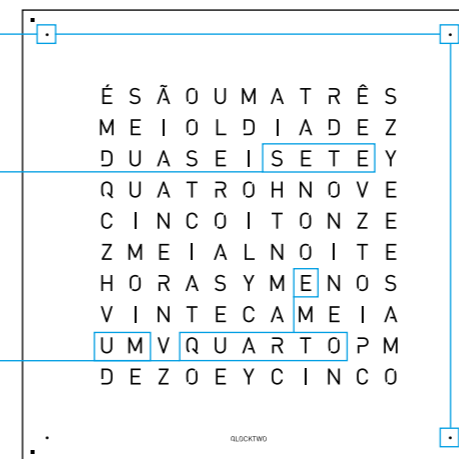 É S Ã O U M A T R Ê S
M E I O L D I A D E Z
D U A S E I S E T E Y
Q U A T R O H N O V E
C I N C O I T O N Z E
Z M E I A L N O I T E
H O R A S Y M E N O S
V I N T E C A M E I A
U M V Q U A R T O P M
D E Z O E Y C I N C O
QLOCKTWO